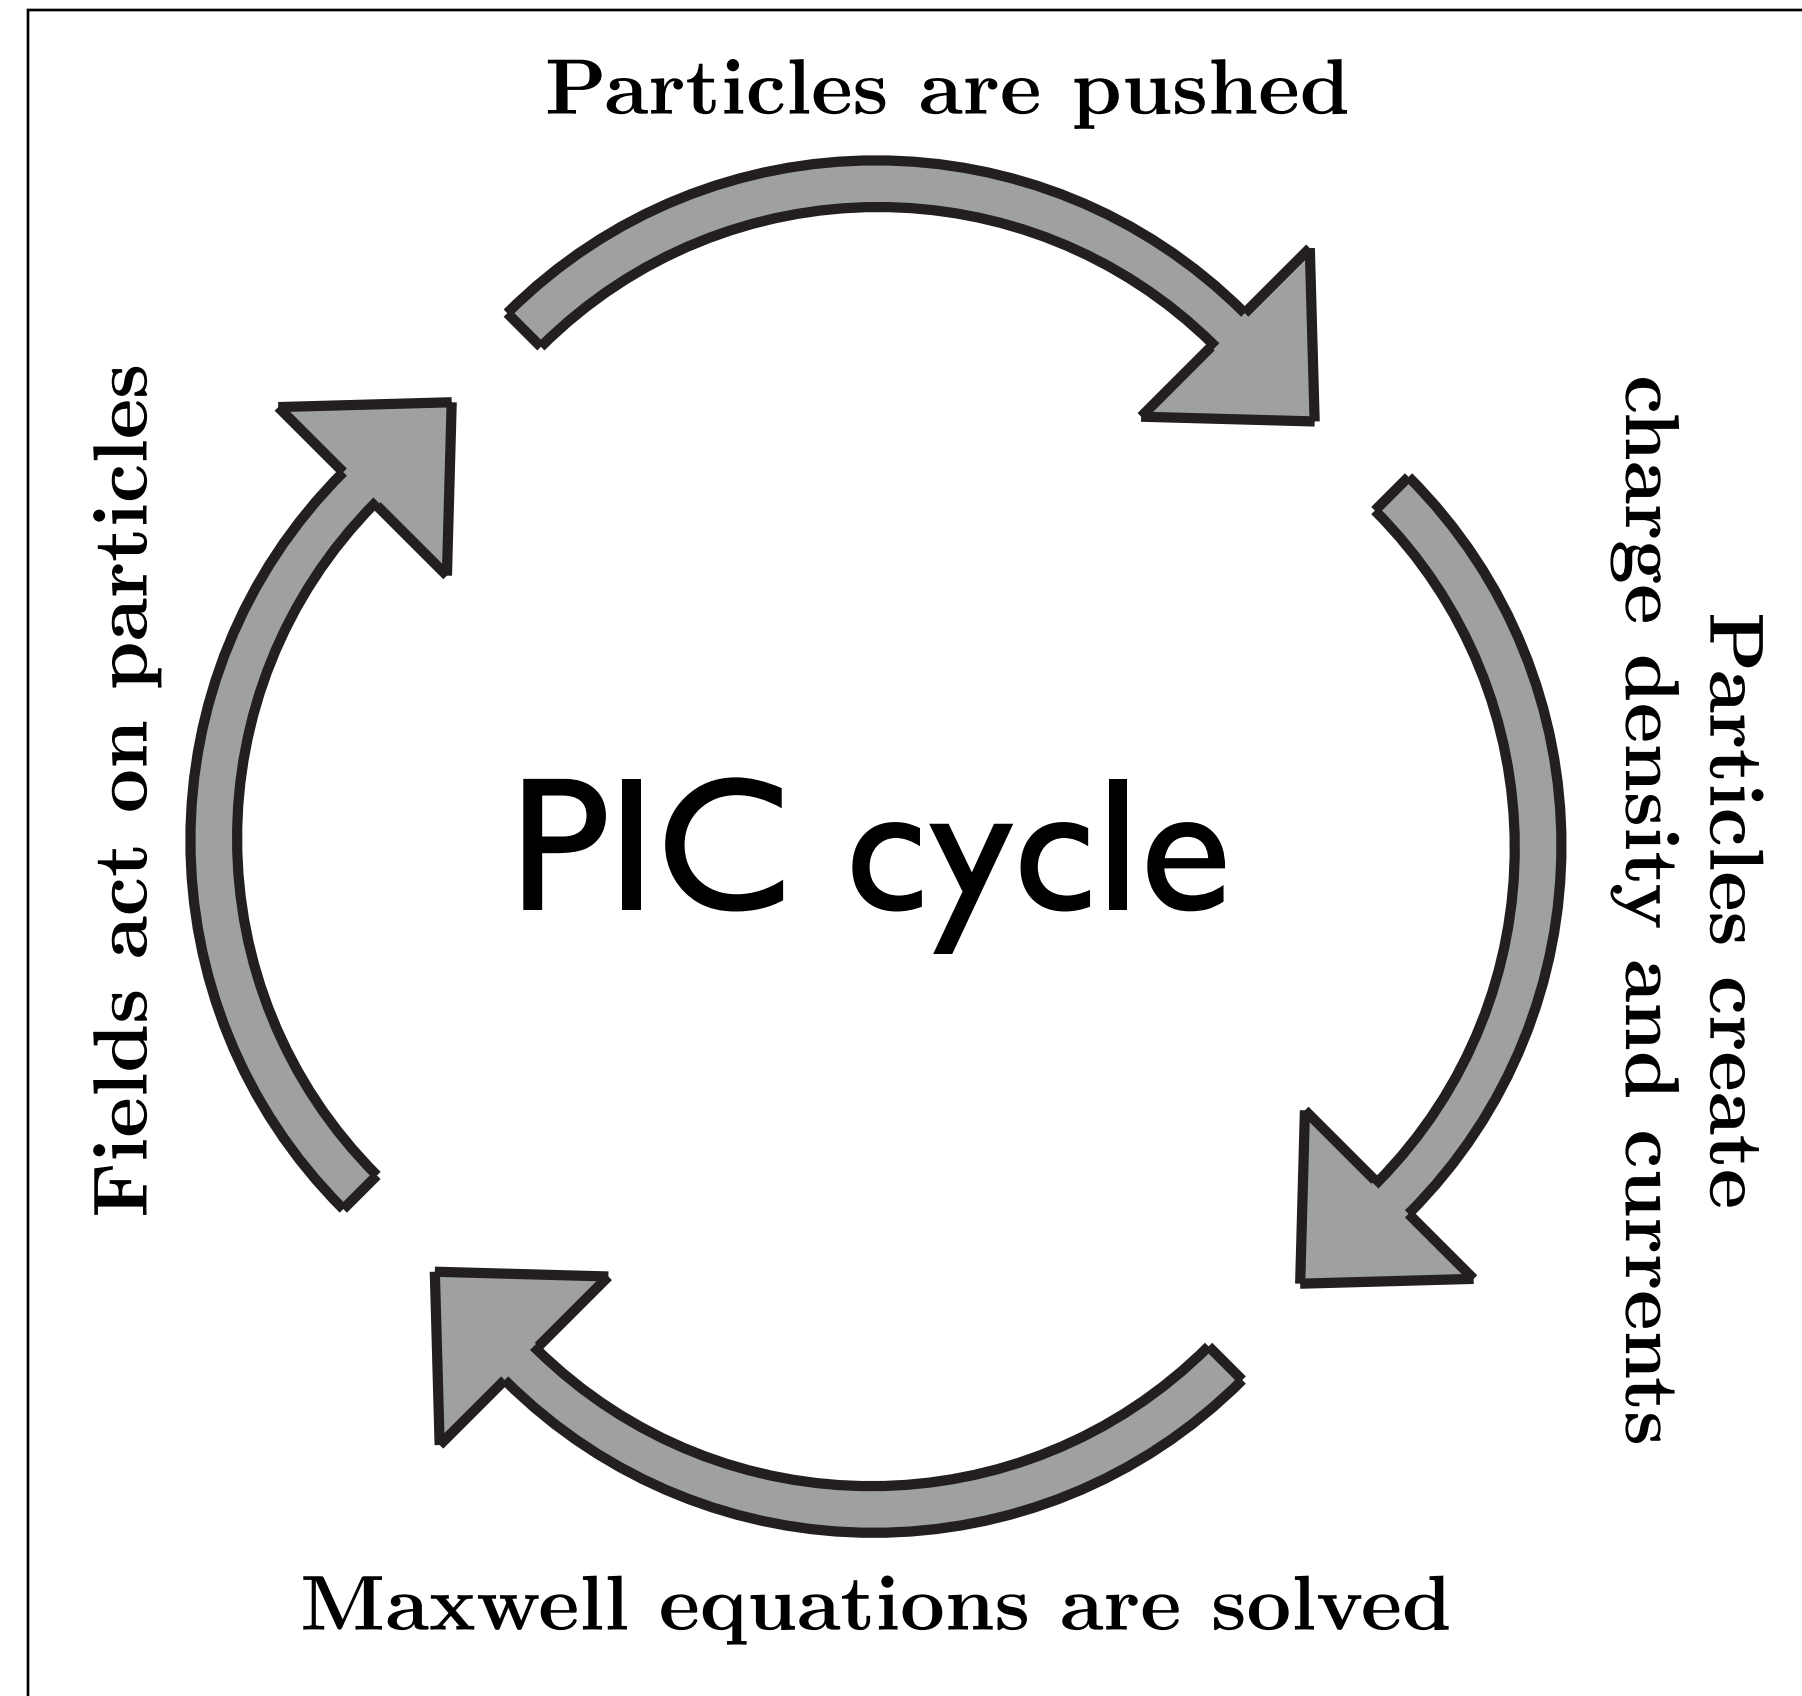 Particles are pushed
Particles create
charge density and currents
Maxwell equations are solved
Fields act on particles
PIC cycle